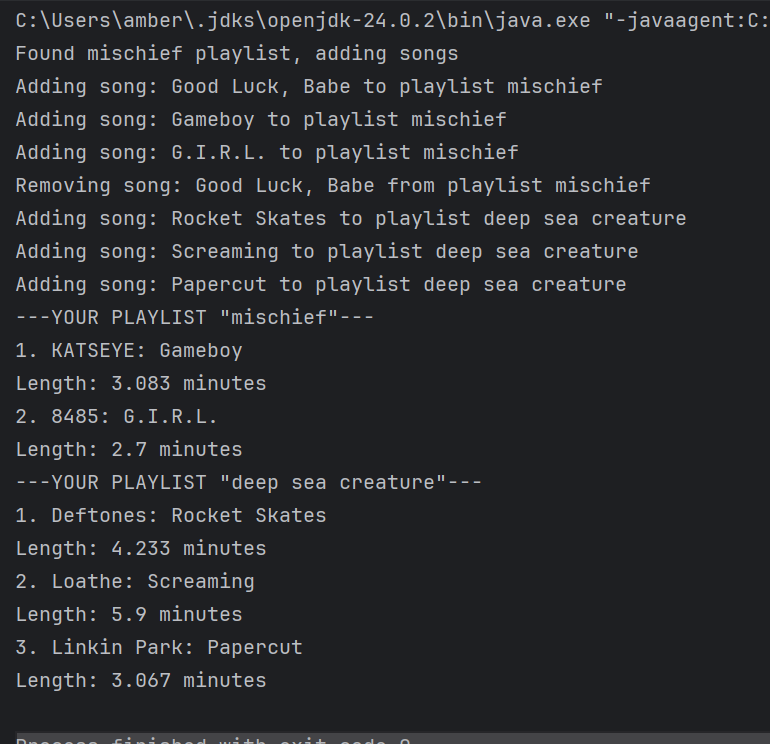 C:\Users\amber\.jdks\openjdk-24.0.2\bin\java.exe "-javaagent:C:
Found mischief playlist, adding songs
Adding song: Good Luck, Babe to playlist mischief
Adding song: Gameboy to playlist mischief
Adding song: G.I.R.L. to playlist mischief
Removing song: Good Luck, Babe from playlist mischief
Adding song: Rocket Skates to playlist deep sea creature
Adding song: Screaming to playlist deep sea creature
Adding song: Papercut to playlist deep sea creature
---YOUR PLAYLIST "mischief"---
1. KATSEYE: Gameboy
Length: 3.083 minutes
2. 8485: G.I.R.L.
Length: 2.7 minutes
---YOUR PLAYLIST "deep sea creature"---
1. Deftones: Rocket Skates
Length: 4.233 minutes
2. Loathe: Screaming
Length: 5.9 minutes
3. Linkin Park: Papercut
Length: 3.067 minutes
Process finished with exit code